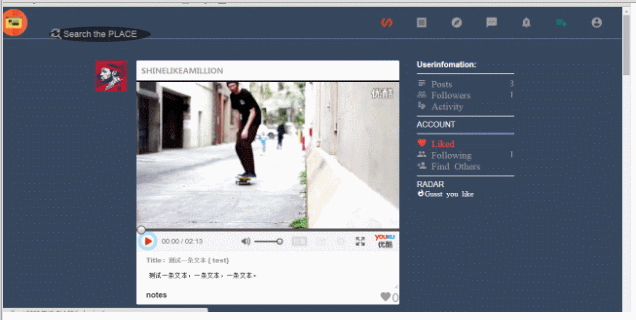 Search the PLACE
SHINELIKEAMILLION
优酷
Userinfomation:
Posts 3
Followers 1
Activity
ACCOUNT
Liked
Following 1
Find Others
RADAR
Guest you like
00:00 / 02:13
YOUKU
优酷
Title: 测试一条文本 ( test)
测试一条文本，一条文本，一条文本。
notes
0